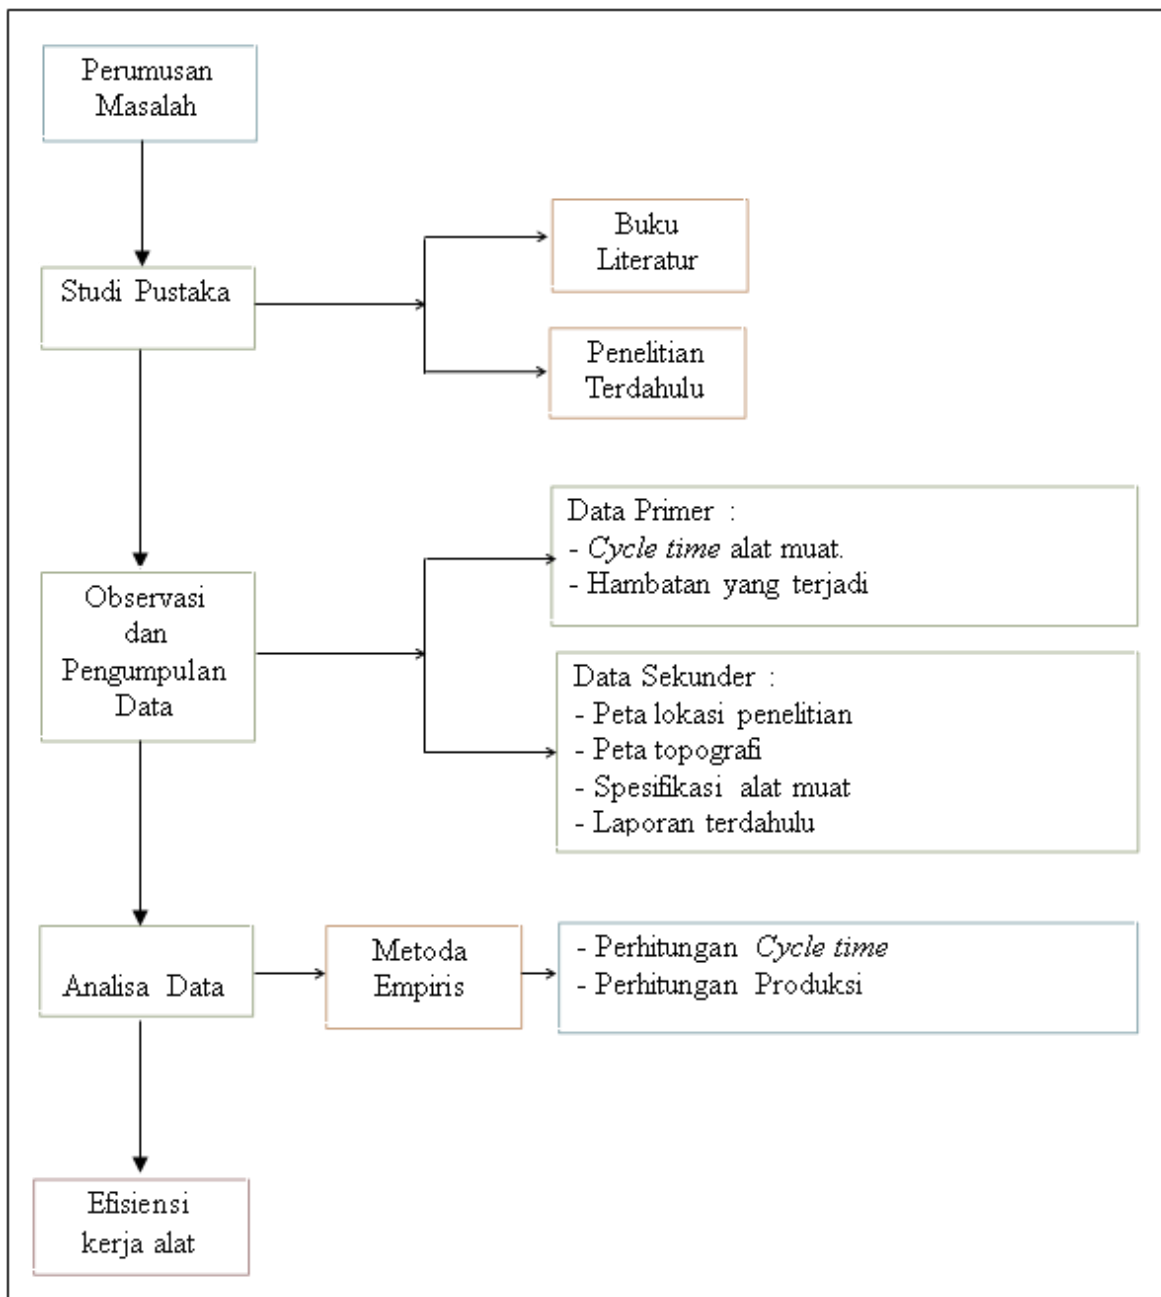 Perumusan
Masalah
Studi Pustaka
Buku
Literatur
Penelitian
Terdahulu
Observasi
dan
Pengumpulan
Data
Data Primer :
- Cycle time alat muat.
- Hambatan yang terjadi
Data Sekunder :
- Peta lokasi penelitian
- Peta topografi
- Spesifikasi alat muat
- Laporan terdahulu
Analisa Data
Metoda
Empiris
- Perhitungan Cycle time
- Perhitungan Produksi
Efisiensi
kerja alat